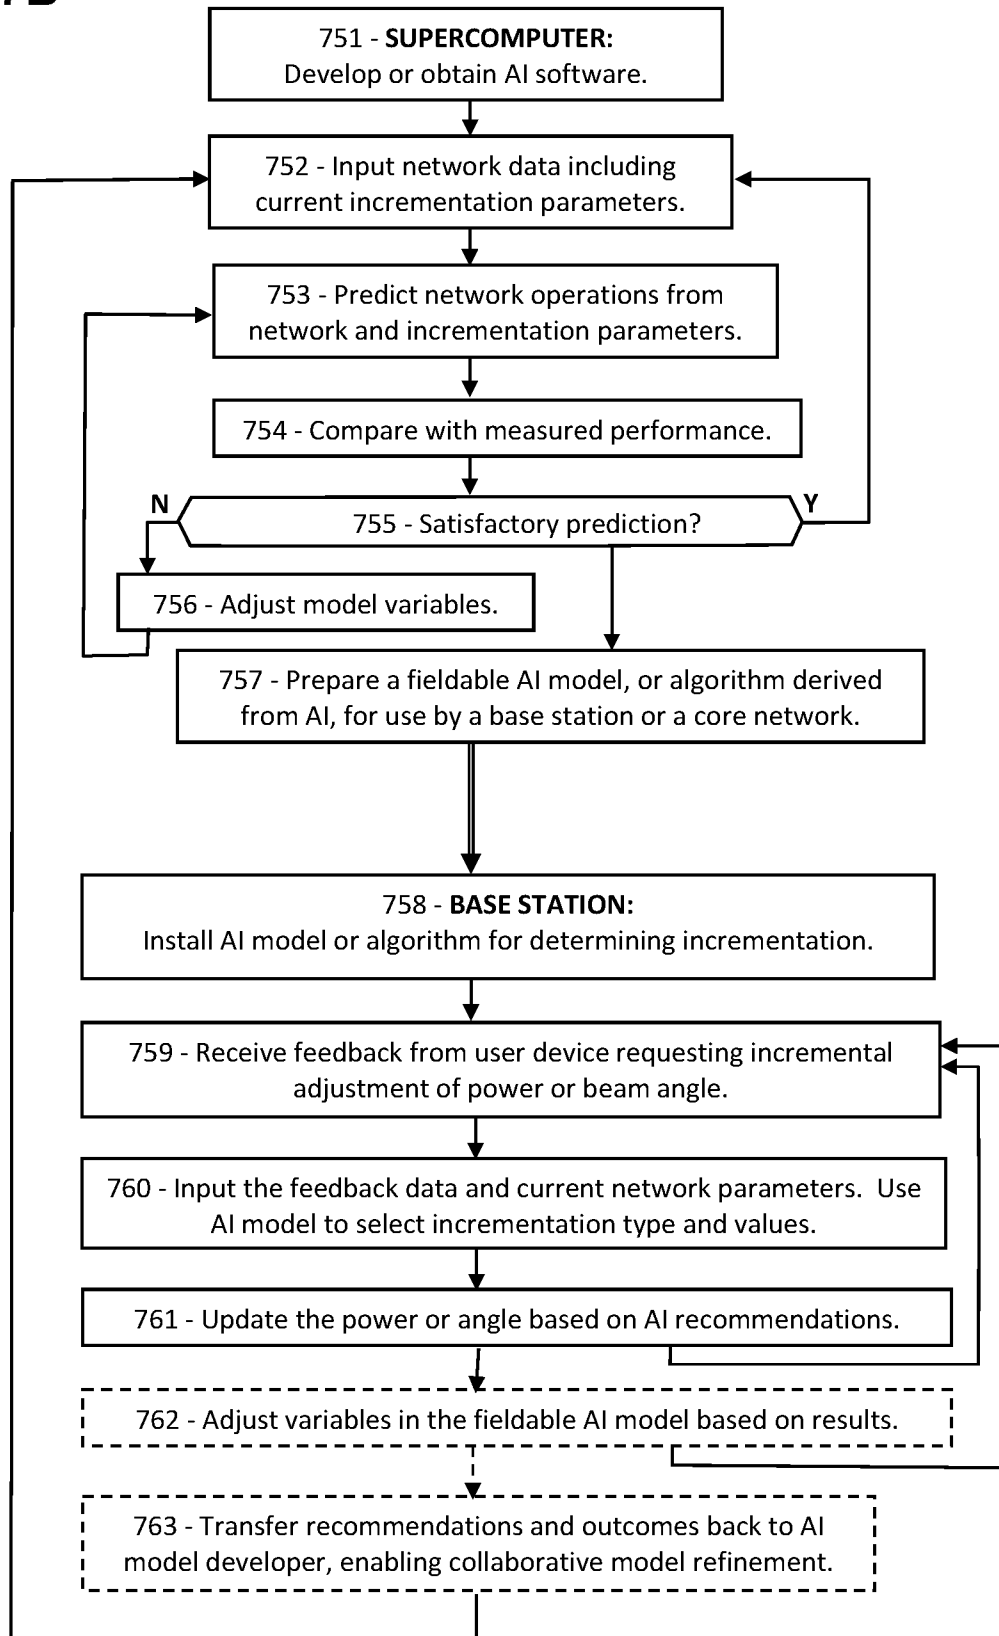 751 - SUPERCOMPUTER:
Develop or obtain AI software.
752 - Input network data including
current incrementation parameters.
753 - Predict network operations from
network and incrementation parameters.
754 - Compare with measured performance.
N
Y
755 - Satisfactory prediction?
756 - Adjust model variables.
757 - Prepare a fieldable AI model, or algorithm derived
from AI, for use by a base station or a core network.
758 - BASE STATION:
Install AI model or algorithm for determining incrementation.
759 - Receive feedback from user device requesting incremental
adjustment of power or beam angle.
760 - Input the feedback data and current network parameters.  Use
AI model to select incrementation type and values.
761 - Update the power or angle based on AI recommendations.
762 - Adjust variables in the fieldable AI model based on results.
763 - Transfer recommendations and outcomes back to AI
model developer, enabling collaborative model refinement.